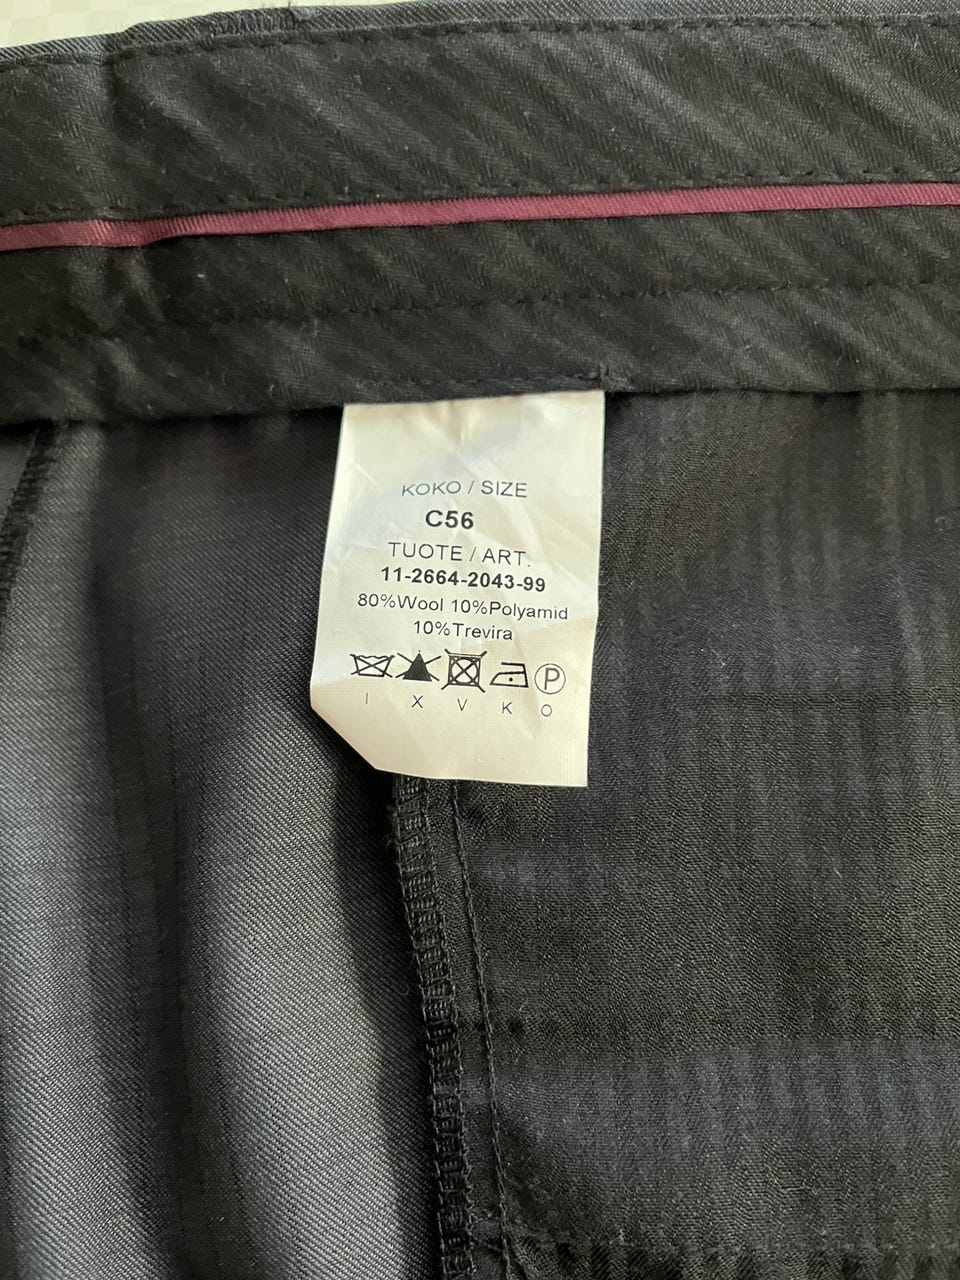 KOKO / SIZE
C56
TUOTE / ART.
11-2664-2043-99
80%Wool 10%Polyamid
10%Trevira
P
I X V K O